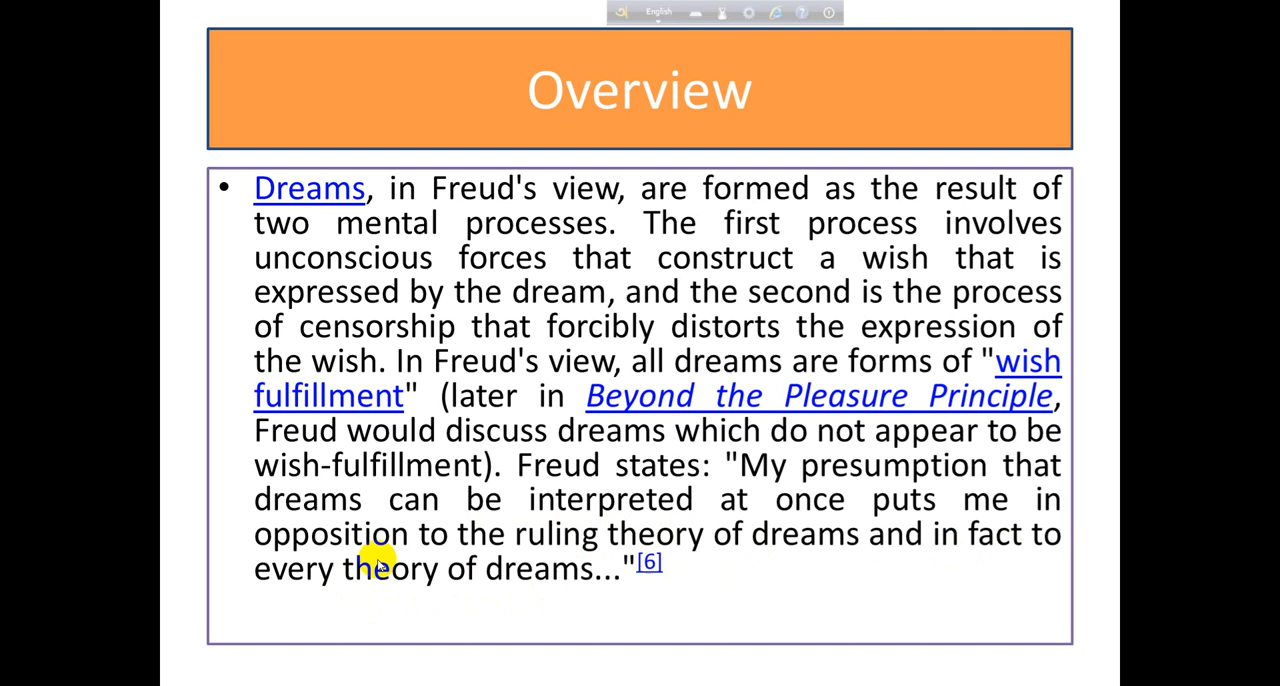 English
Overview
• Dreams, in Freud's view, are formed as the result of
two mental processes. The first process involves
unconscious forces that construct a wish that is
expressed by the dream, and the second is the process
of censorship that forcibly distorts the expression of
the wish. In Freud's view, all dreams are forms of "wish
fulfillment" (later in Beyond the Pleasure Principle,
Freud would discuss dreams which do not appear to be
wish-fulfillment). Freud states: "My presumption that
dreams can be interpreted at once puts me in
opposition to the ruling theory of dreams and in fact to
every theory of dreams..."[6]